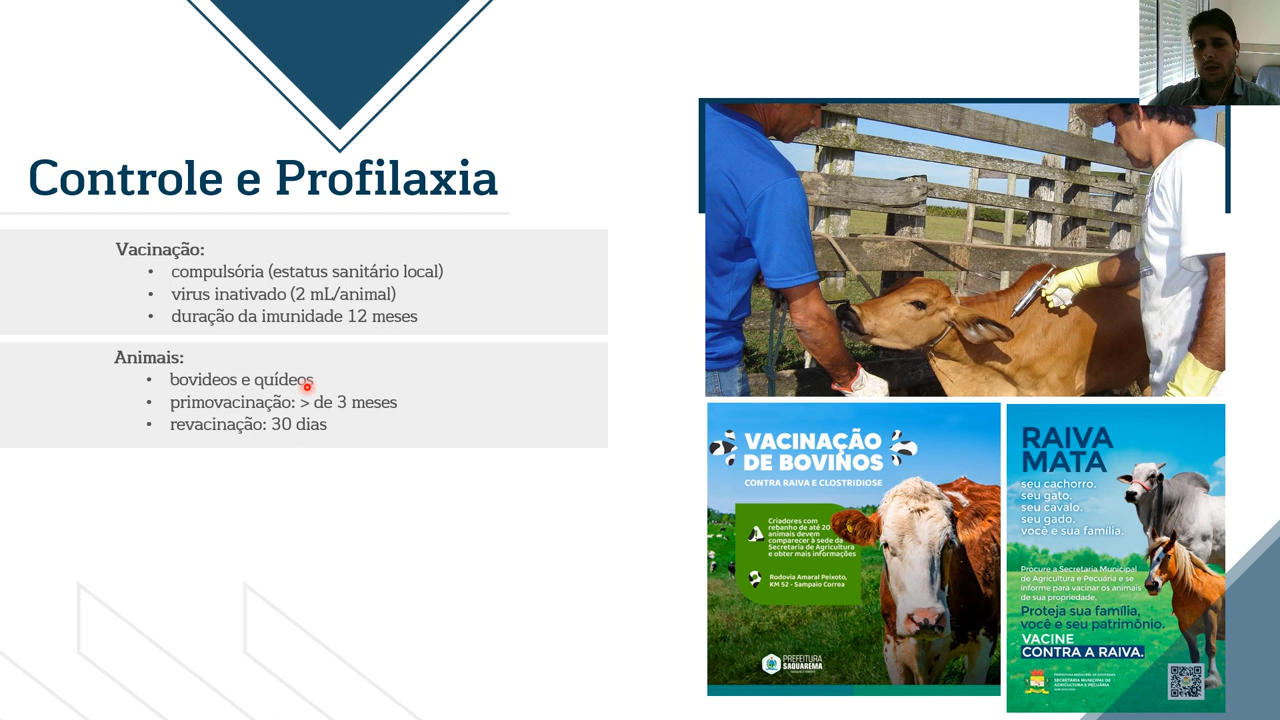 Controle e Profilaxia
Vacinação:
• compulsória (estatus sanitário local)
• virus inativado (2 mL/animal)
• duração da imunidade 12 meses
Animais:
• bovideos e quídeos
• primovacinação: > de 3 meses
• revacinação: 30 dias
VACINAÇÃO
DE BOVINOS
CONTRA RAIVA E CLOSTRIDIOSE
Criadores com
rebanho de até 20
animais devem
comparecer à sede da
Secretaria de Agricultura
e obter mais informações
Rodovia Amaral Peixoto,
KM 52 - Sampaio Correa
PREFEITURA
SAQUAREMA
RAIVA
MATA
seu cachorro.
seu gato.
seu cavalo.
seu gado.
você e sua família.
Procure a Secretaria Municipal
de Agricultura e Pecuária e se
informe para vacinar os animais
de sua propriedade.
Proteja sua família,
você e seu patrimônio.
VACINE
CONTRA A RAIVA.
SECRETARIA MUNICIPAL DE
AGRICULTURA E PECUÁRIA